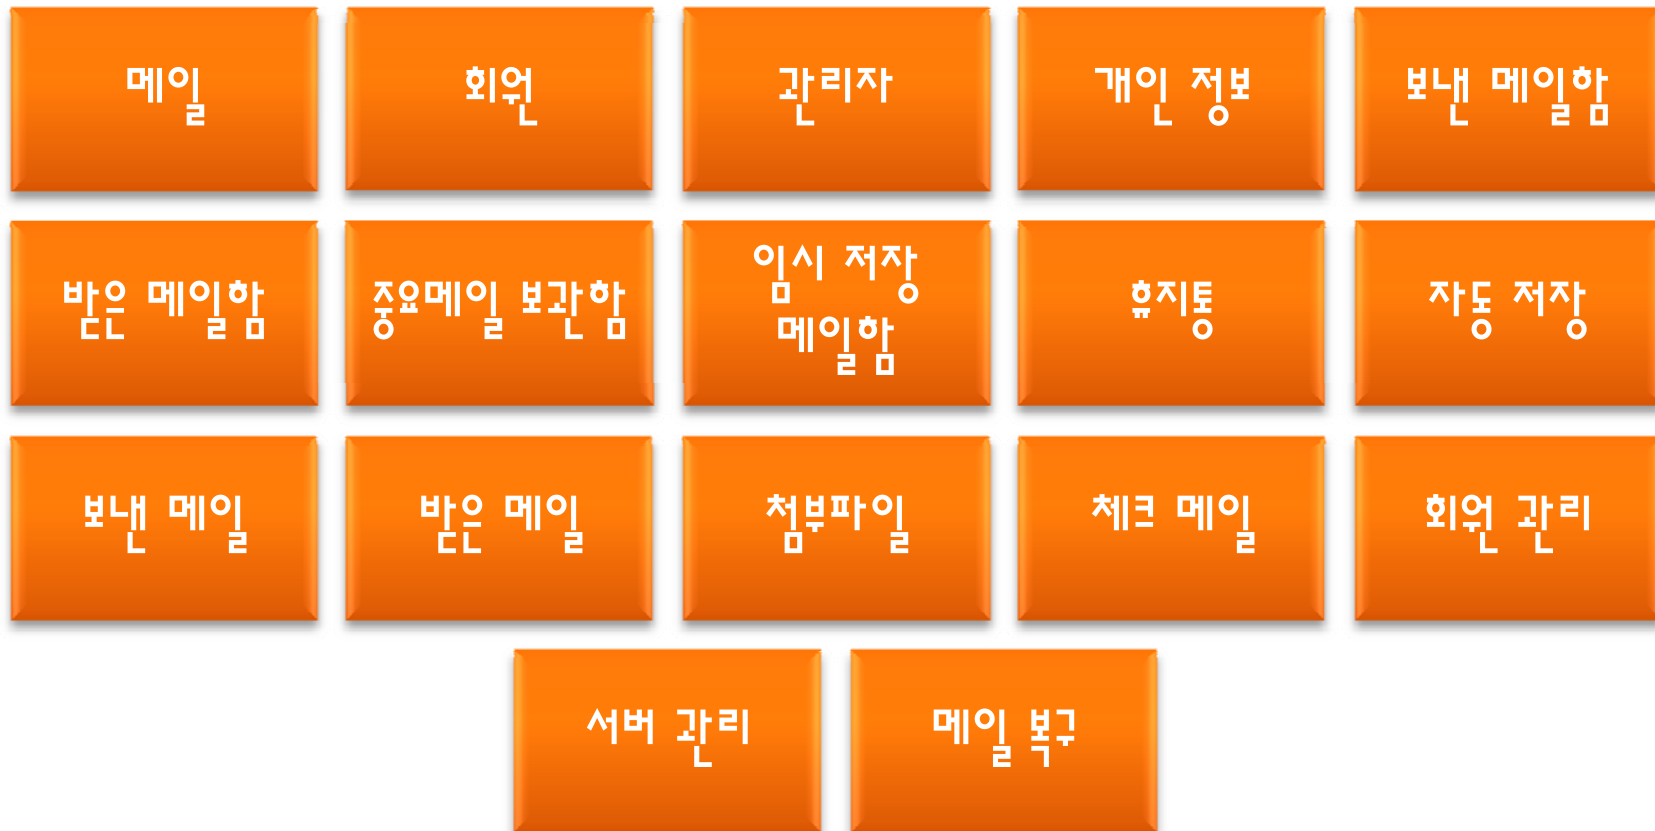 메일
회원
관리자
개인 정보
보낸 메일함
받은 메일함
중요메일 보관함
임시 저장
메일함
휴지통
자동 저장
보낸 메일
받은 메일
첨부파일
체크 메일
회원 관리
서버 관리
메일 복구